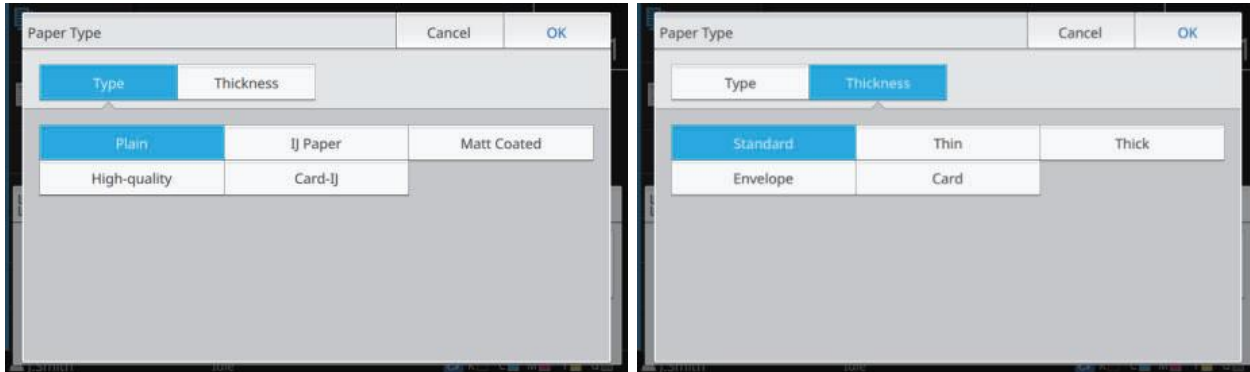 Paper Type Cancel OK
Type Thickness
Plain IJ Paper Matt Coated
High-quality Card-IJ
Paper Type Cancel OK
Type Thickness
Standard Thin Thick
Envelope Card